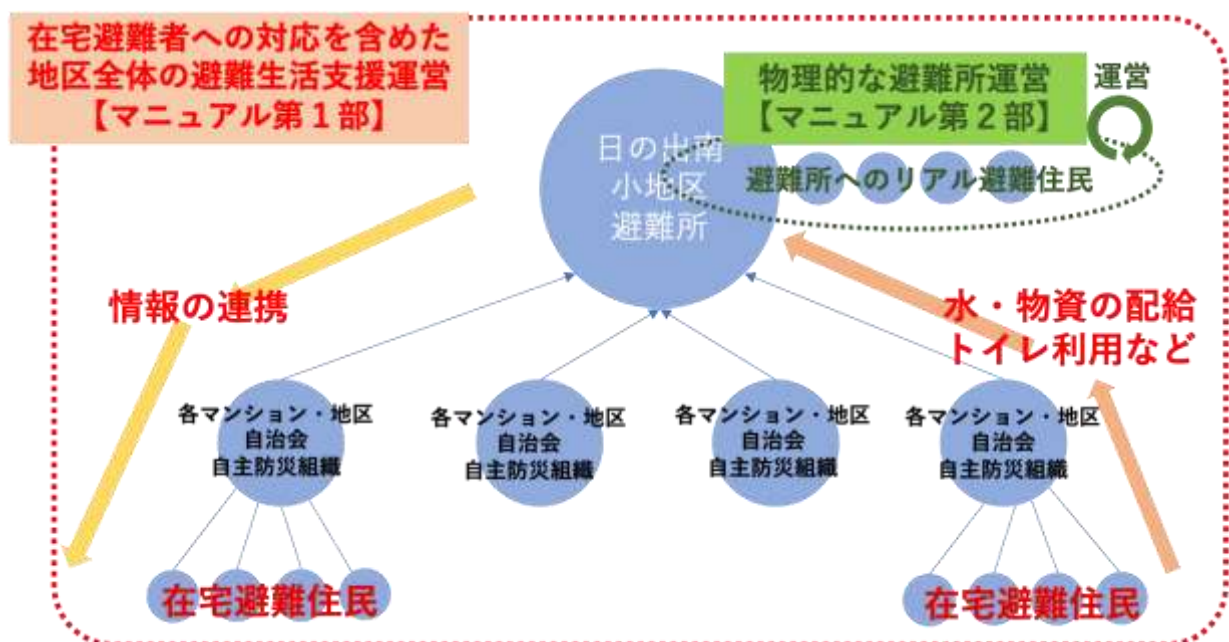 在宅避難者への対応を含めた
地区全体の避難生活支援運営
【マニュアル第1部】
物理的な避難所運営
【マニュアル第2部】
運営
日の出南
小地区
避難所
避難所へのリアル避難住民
情報の連携
水・物資の配給
トイレ利用など
各マンション・地区
自治会
自主防災組織
各マンション・地区
自治会
自主防災組織
各マンション・地区
自治会
自主防災組織
各マンション・地区
自治会
自主防災組織
在宅避難住民
在宅避難住民